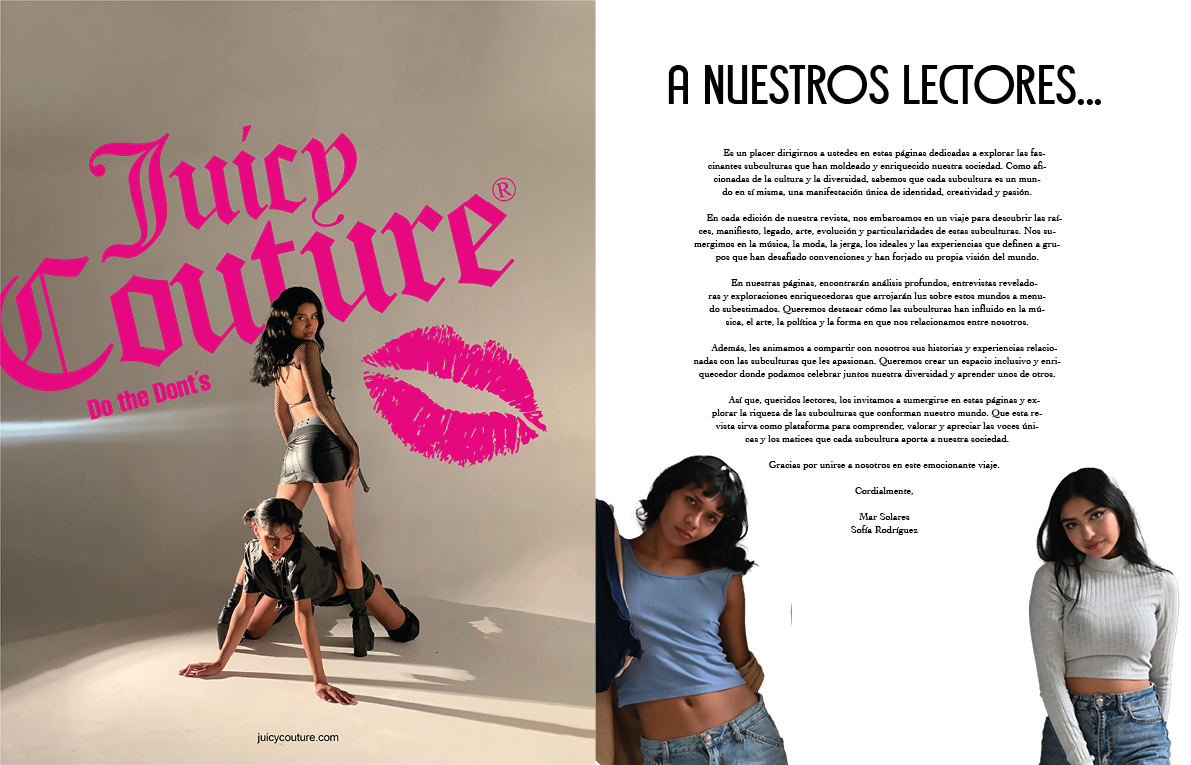 Juicy
Couture®
Do the Dont's
juicycouture.com
A NUESTROS LECTORES...
Es un placer dirigirnos a ustedes en estas páginas dedicadas a explorar las fas-
cinantes subculturas que han moldeado y enriquecido nuestra sociedad. Como afi-
cionadas de la cultura y la diversidad, sabemos que cada subcultura es un mun-
do en sí misma, una manifestación única de identidad, creatividad y pasión.
En cada edición de nuestra revista, nos embarcamos en un viaje para descubrir las raí-
ces, manifiesto, legado, arte, evolución y particularidades de estas subculturas. Nos su-
mergimos en la música, la moda, la jerga, los ideales y las experiencias que definen a gru-
pos que han desafiado convenciones y han forjado su propia visión del mundo.
En nuestras páginas, encontrarán análisis profundos, entrevistas revelado-
ras y exploraciones enriquecedoras que arrojarán luz sobre estos mundos a menu-
do subestimados. Queremos destacar cómo las subculturas han influido en la mú-
sica, el arte, la política y la forma en que nos relacionamos entre nosotros.
Además, les animamos a compartir con nosotros sus historias y experiencias relacio-
nadas con las subculturas que les apasionan. Queremos crear un espacio inclusivo y enri-
quecedor donde podamos celebrar juntos nuestra diversidad y aprender unos de otros.
Así que, queridos lectores, los invitamos a sumergirse en estas páginas y ex-
plorar la riqueza de las subculturas que conforman nuestro mundo. Que esta re-
vista sirva como plataforma para comprender, valorar y apreciar las voces úni-
cas y los matices que cada subcultura aporta a nuestra sociedad.
Gracias por unirse a nosotros en este emocionante viaje.
Cordialmente,
Mar Solares
Sofía Rodríguez